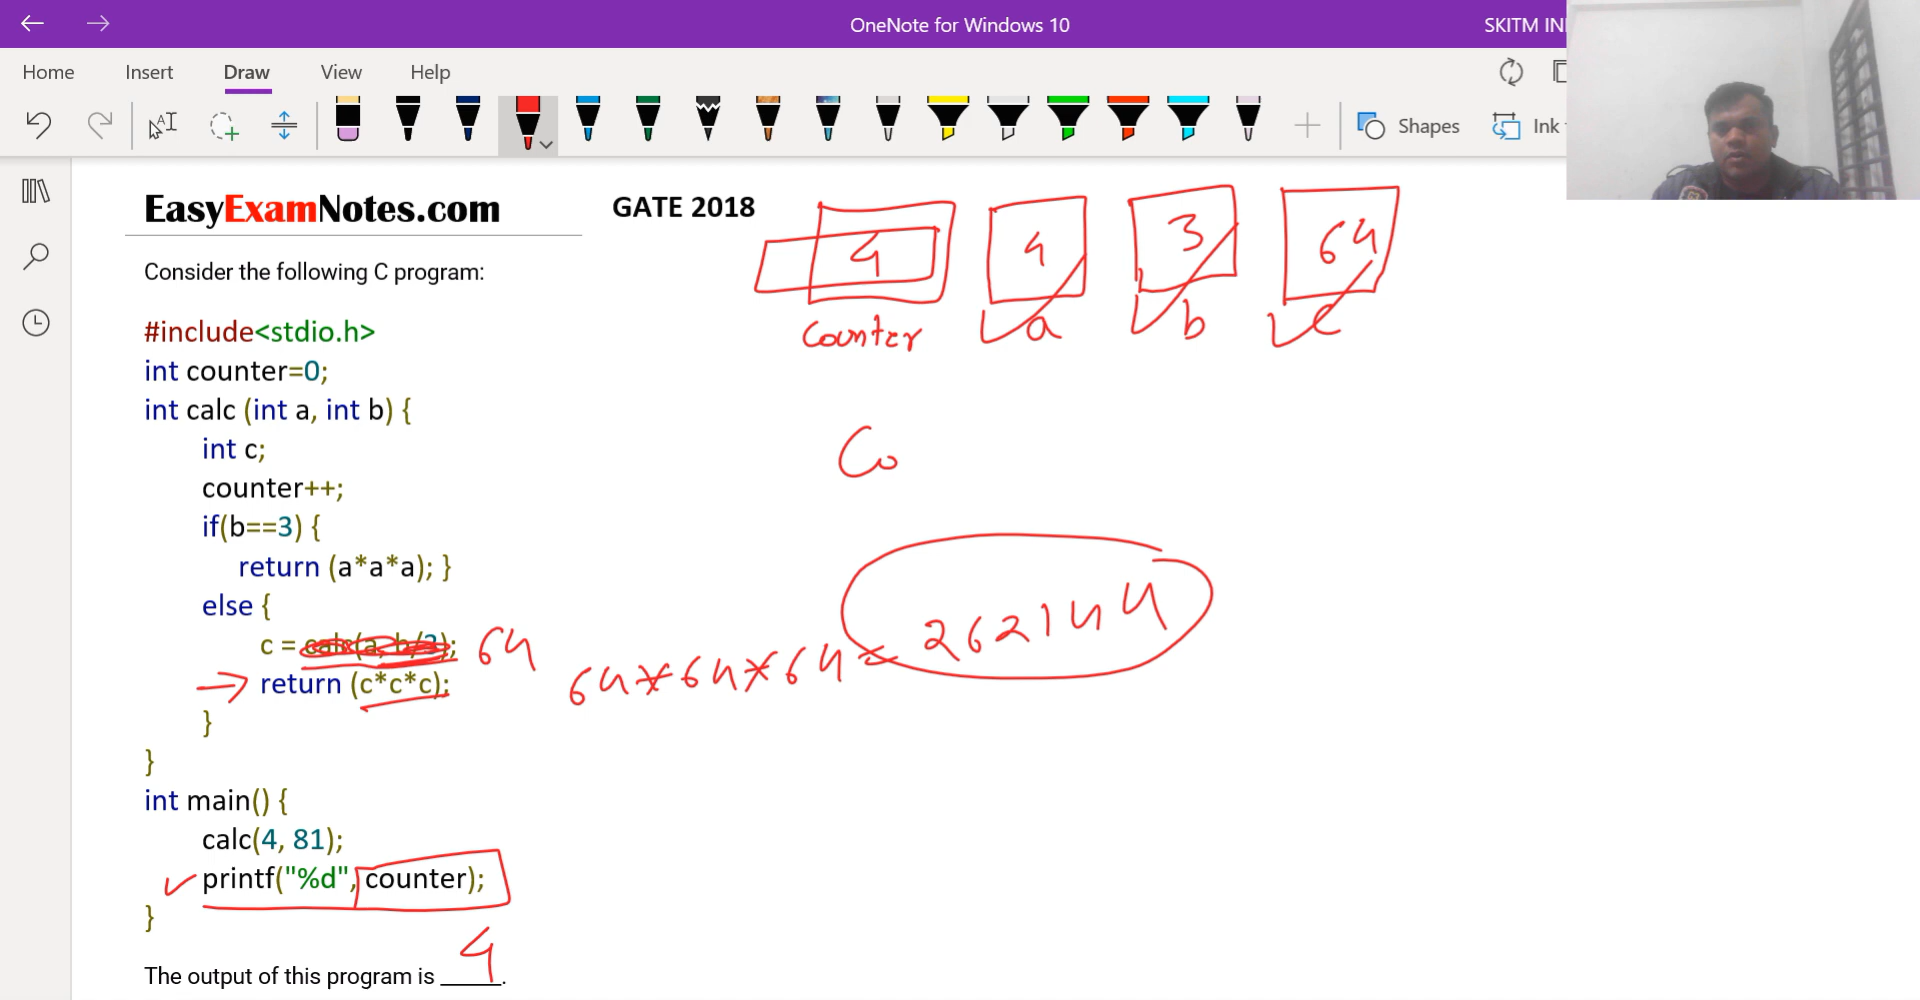 OneNote for Windows 10
SKITM IN
Home Insert Draw View Help
Shapes Ink
EasyExamNotes.com
GATE 2018
4 4 3 64
Counter a b c
Consider the following C program:
#include<stdio.h>
int counter=0;
int calc (int a, int b) {
int c;
Co
counter++;
if(b==3) {
return (a*a*a); }
else {
c = calc(a, b/3); 64
return (c*c*c); 64*64*64 = 262144
}
}
int main() {
calc(4, 81);
printf("%d", counter);
}
The output of this program is ______. 4